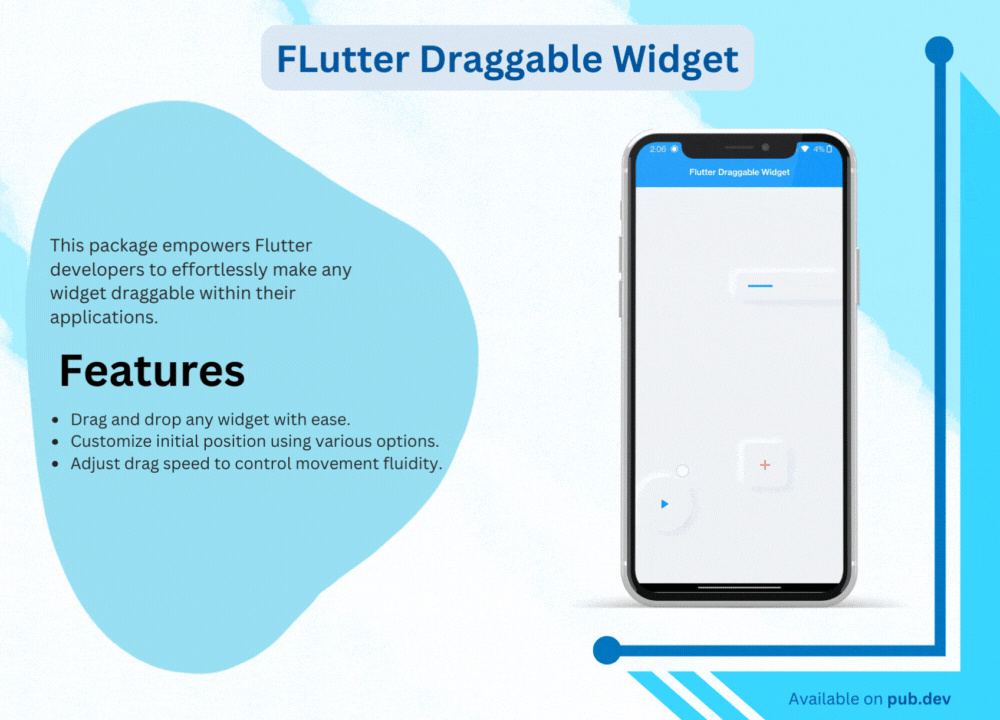 FLutter Draggable Widget
This package empowers Flutter
developers to effortlessly make any
widget draggable within their
applications.
Features
• Drag and drop any widget with ease.
• Customize initial position using various options.
• Adjust drag speed to control movement fluidity.
2:06
4%
Flutter Draggable Widget
Available on pub.dev